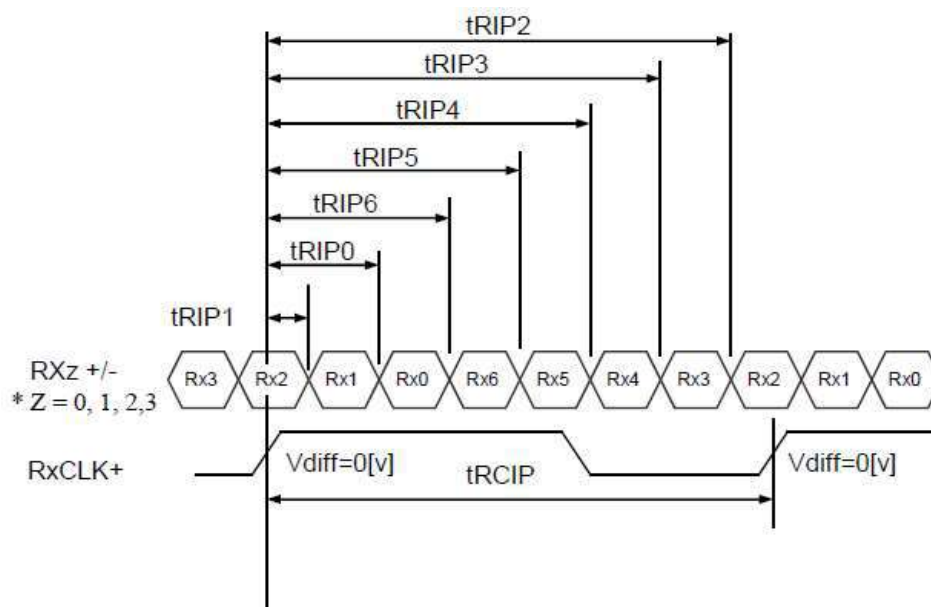 tRIP2
tRIP3
tRIP4
tRIP5
tRIP6
tRIP0
tRIP1
RXz +/-
* Z = 0, 1, 2,3
Rx3 Rx2 Rx1 Rx0 Rx6 Rx5 Rx4 Rx3 Rx2 Rx1 Rx0
RxCLK+
Vdiff=0[v]
Vdiff=0[v]
tRCIP